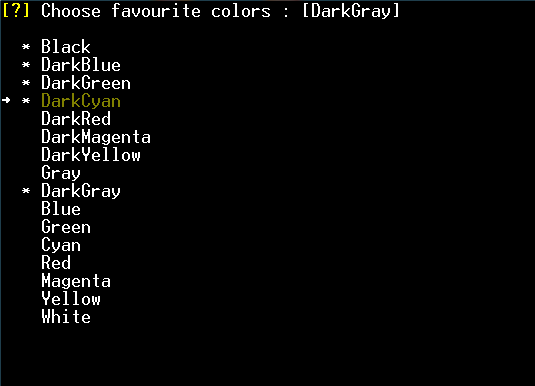 [?] Choose favourite colors : [DarkGray]
* Black
* DarkBlue
* DarkGreen
→ * DarkCyan
DarkRed
DarkMagenta
DarkYellow
Gray
* DarkGray
Blue
Green
Cyan
Red
Magenta
Yellow
White